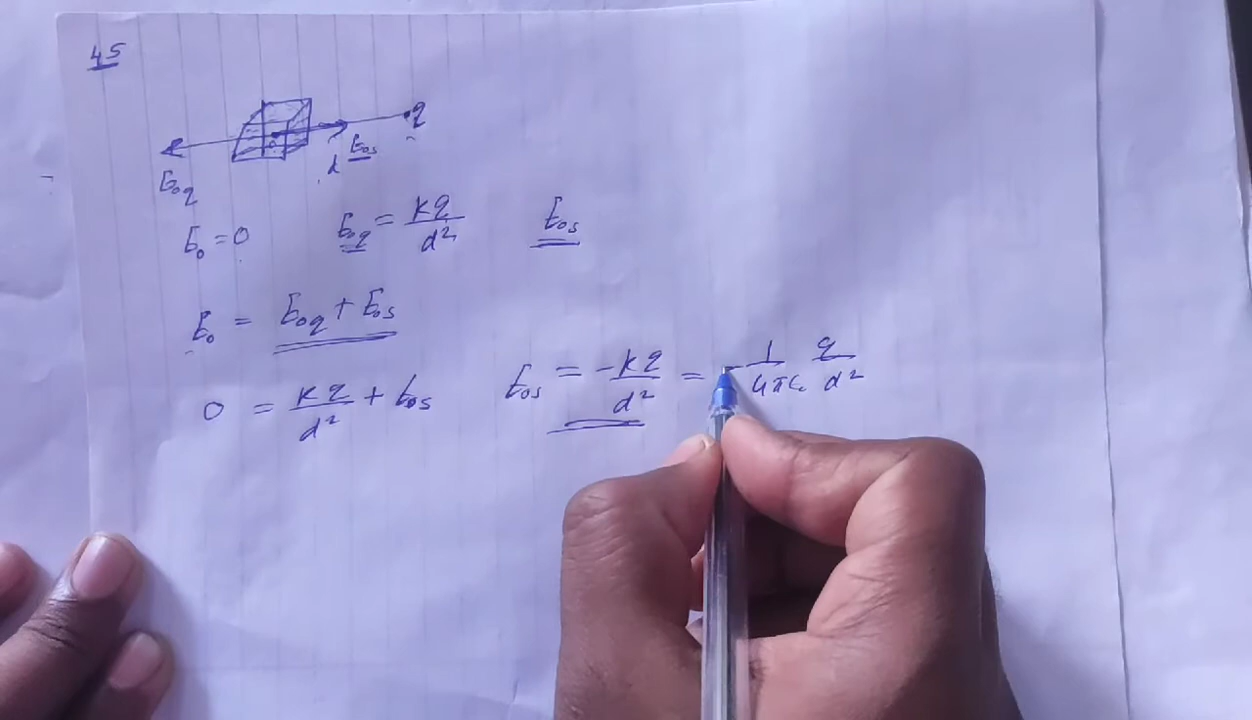 45
q
d E₀ₛ
E₀q
E₀ = 0 E₀q = kq/d² E₀ₛ
E₀ = E₀q + E₀ₛ
0 = kq/d² + E₀ₛ E₀ₛ = -kq/d² = - 1/4πε₀ q/d²